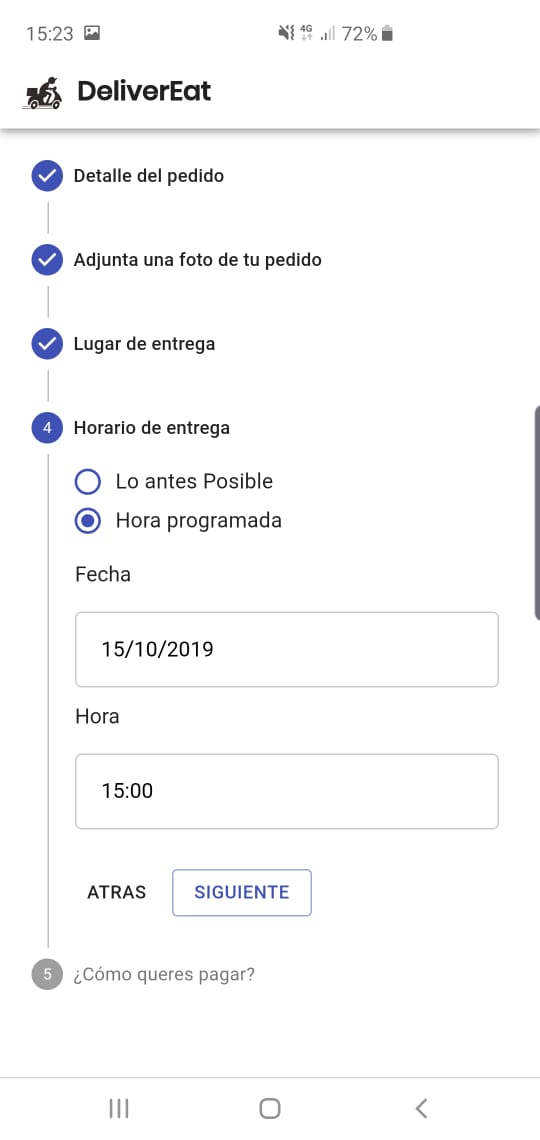 15:23 4G 72%
DeliverEat
Detalle del pedido
Adjunta una foto de tu pedido
Lugar de entrega
4 Horario de entrega
Lo antes Posible
Hora programada
Fecha
15/10/2019
Hora
15:00
ATRAS SIGUIENTE
5 ¿Cómo queres pagar?